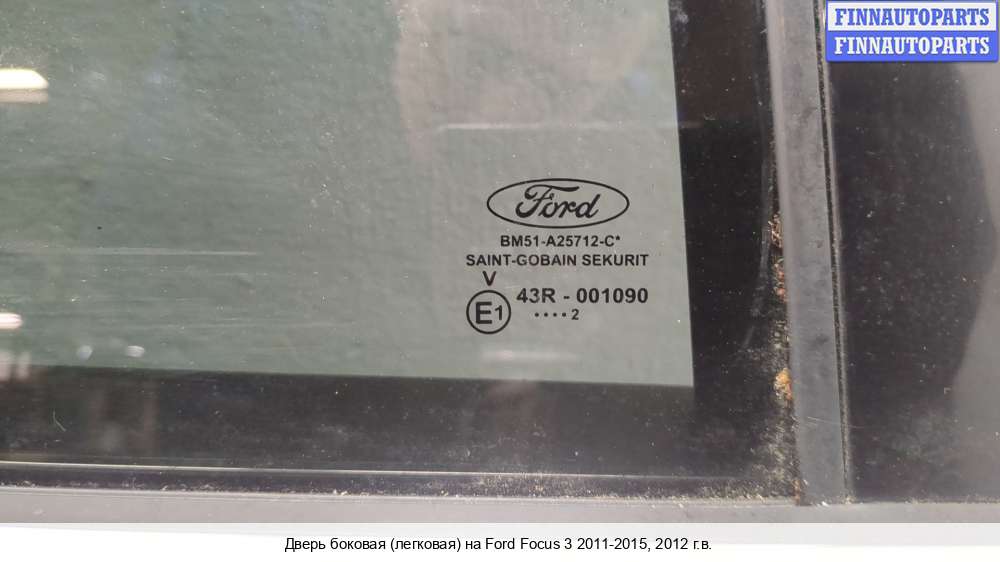 FINNAUTOPARTS
FINNAUTOPARTS
Ford
BM51-A25712-C*
SAINT-GOBAIN SEKURIT
V
E1 43R - 001090
••••2
Дверь боковая (легковая) на Ford Focus 3 2011-2015, 2012 г.в.